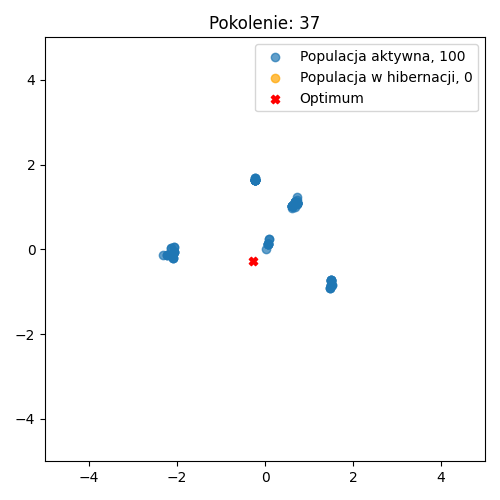 Pokolenie: 37
Populacja aktywna, 100
Populacja w hibernacji, 0
Optimum
4
2
0
−2
−4
−4 −2 0 2 4